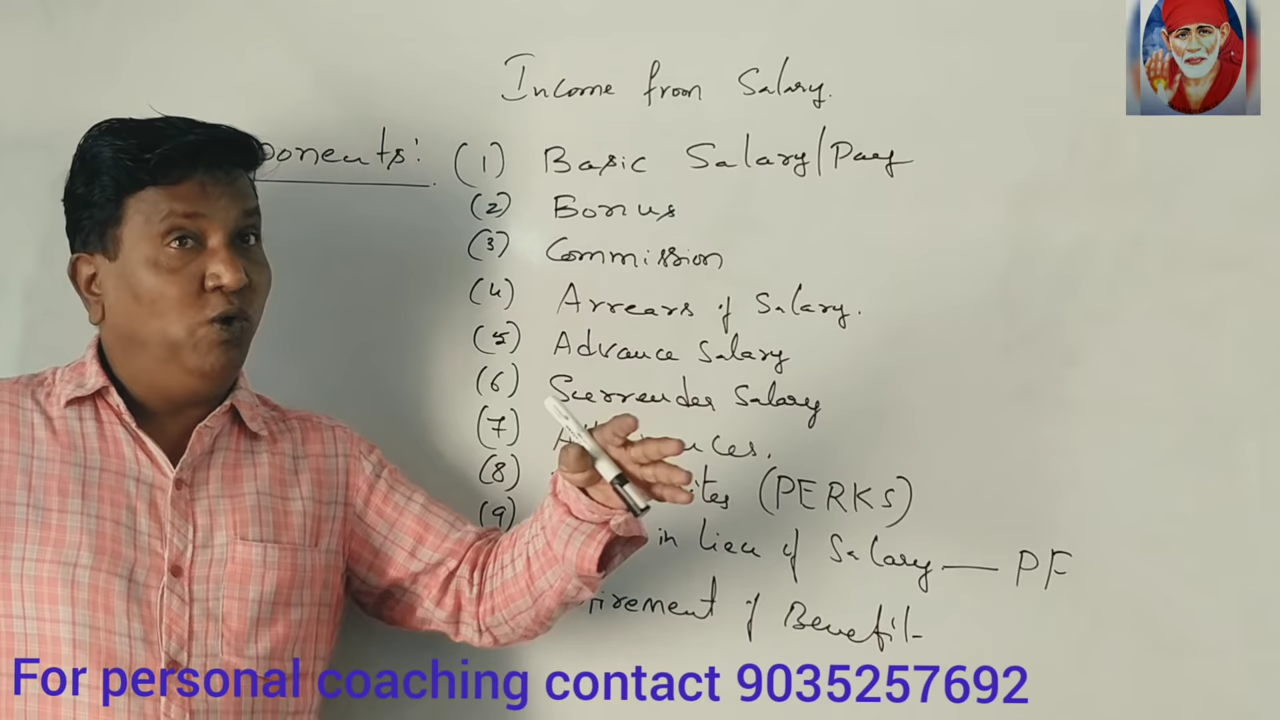 Income from Salary.
ponents:
(1) Basic Salary/Pay
(2) Bonus
(3) Commission
(4) Arrears of Salary.
(5) Advance Salary
(6) Surrender Salary
(7)
(8) (PERKS)
(9) in lieu of Salary — PF
Retirement of Benefit
For personal coaching contact 9035257692